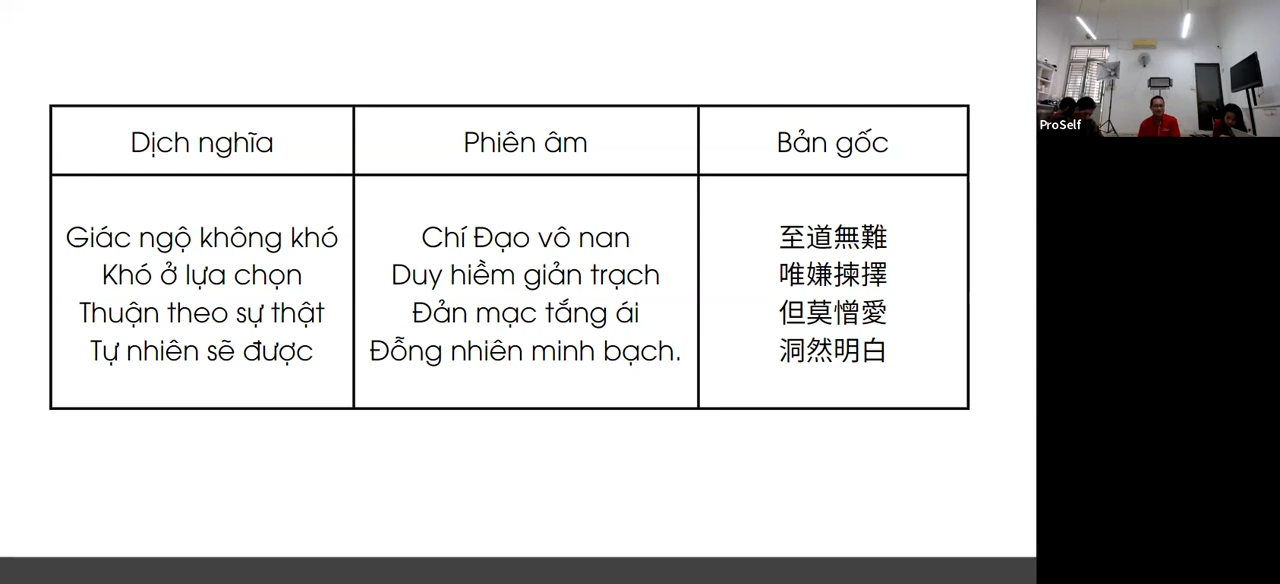 Dịch nghĩa
Phiên âm
Bản gốc
Giác ngộ không khó
Khó ở lựa chọn
Thuận theo sự thật
Tự nhiên sẽ được
Chí Đạo vô nan
Duy hiềm giản trạch
Đản mạc tắng ái
Đỗng nhiên minh bạch.
至道無難
唯嫌揀擇
但莫憎愛
洞然明白
ProSelf